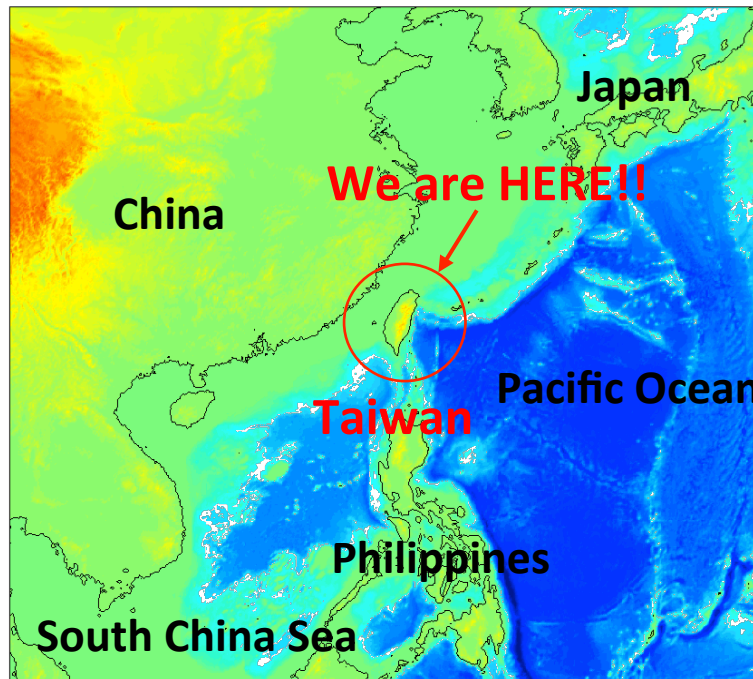 Japan
We are HERE!!
China
Pacific Ocean
Taiwan
Philippines
South China Sea